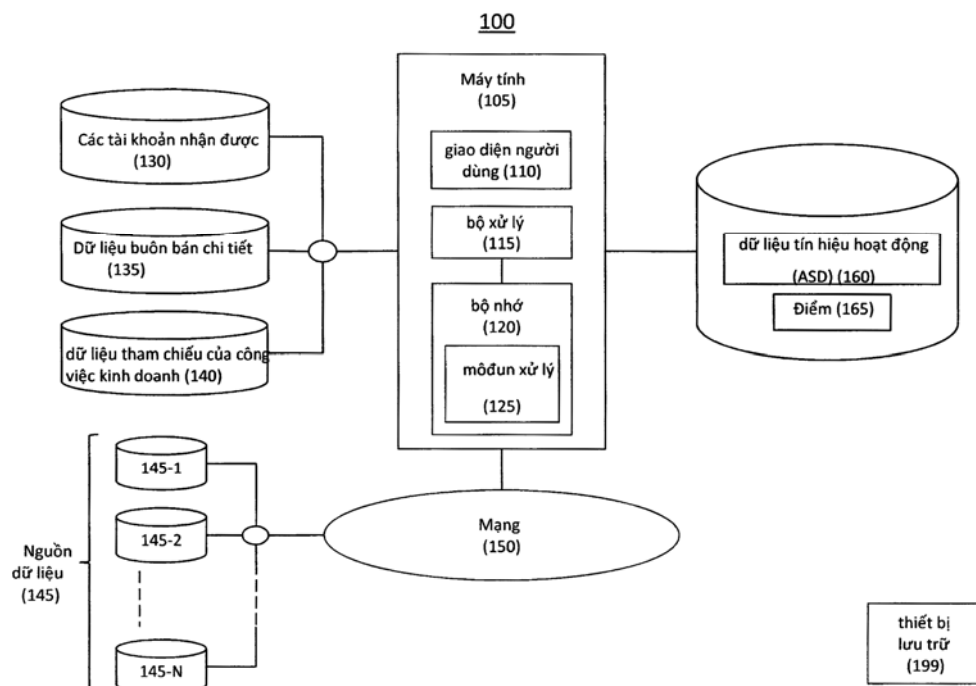 100
Máy tính
(105)
giao diện người
dùng (110)
bộ xử lý
(115)
bộ nhớ
(120)
môđun xử lý
(125)
Các tài khoản nhận được
(130)
Dữ liệu buôn bán chi tiết
(135)
dữ liệu tham chiếu của công
việc kinh doanh (140)
dữ liệu tín hiệu hoạt động
(ASD) (160)
Điểm (165)
145-1
145-2
145-N
Nguồn
dữ liệu
(145)
Mạng
(150)
thiết bị
lưu trữ
(199)